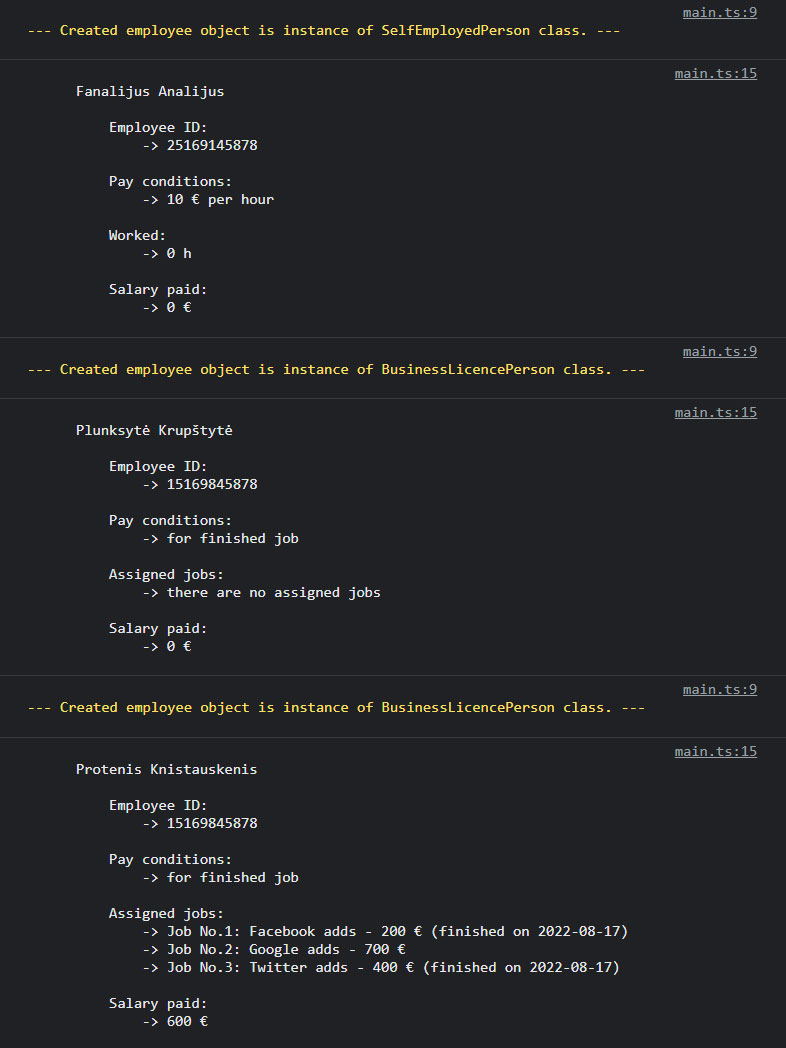 main.ts:9
--- Created employee object is instance of SelfEmployedPerson class. ---
main.ts:15
Fanalijus Analijus
Employee ID:
-> 25169145878
Pay conditions:
-> 10 € per hour
Worked:
-> 0 h
Salary paid:
-> 0 €
main.ts:9
--- Created employee object is instance of BusinessLicencePerson class. ---
main.ts:15
Plunksytė Krupštytė
Employee ID:
-> 15169845878
Pay conditions:
-> for finished job
Assigned jobs:
-> there are no assigned jobs
Salary paid:
-> 0 €
main.ts:9
--- Created employee object is instance of BusinessLicencePerson class. ---
main.ts:15
Protenis Knistauskenis
Employee ID:
-> 15169845878
Pay conditions:
-> for finished job
Assigned jobs:
-> Job No.1: Facebook adds - 200 € (finished on 2022-08-17)
-> Job No.2: Google adds - 700 €
-> Job No.3: Twitter adds - 400 € (finished on 2022-08-17)
Salary paid:
-> 600 €